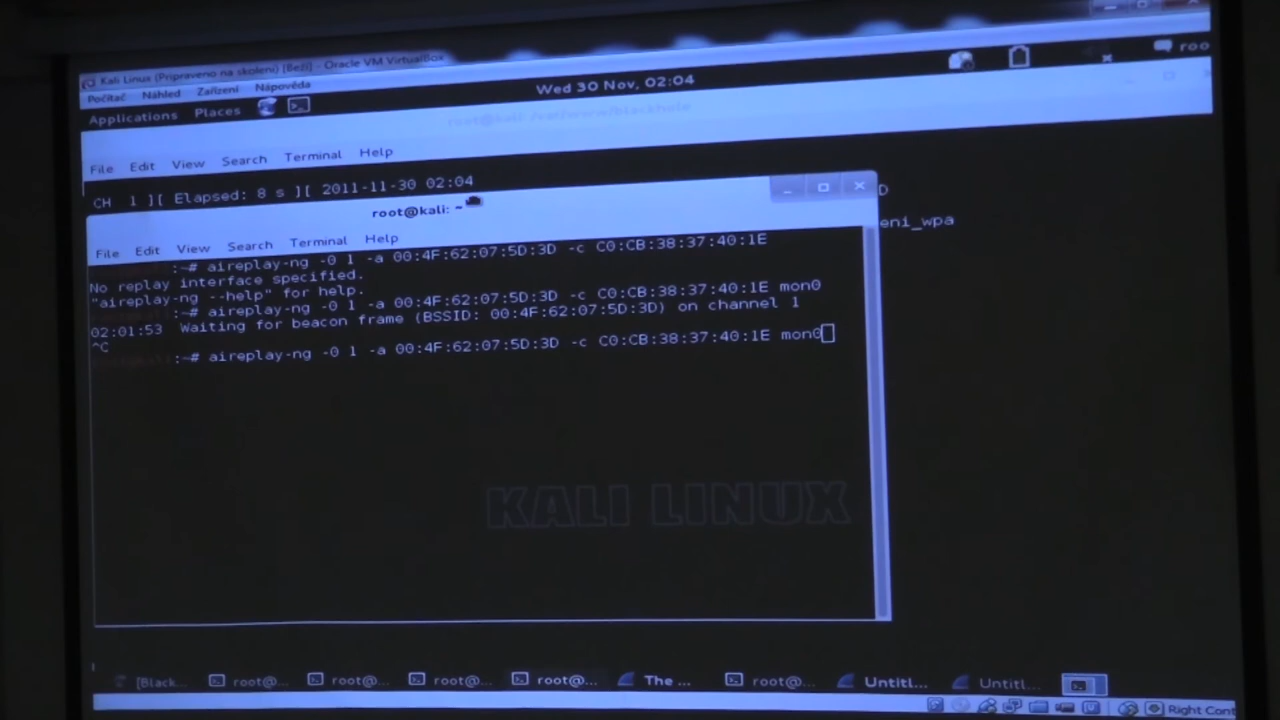 Kali Linux (Připraveno na školení) [Běží] - Oracle VM VirtualBox
Počítač Náhled Zařízení Nápověda
Applications Places Wed 30 Nov, 02:04 roo
root@kali:
File Edit View Search Terminal Help
CH 1 ][ Elapsed: 8 s ][ 2011-11-30 02:04
D
eni_wpa
root@kali: ~
File Edit View Search Terminal Help
:~# aireplay-ng -0 1 -a 00:4F:62:07:5D:3D -c C0:CB:38:37:40:1E
No replay interface specified.
"aireplay-ng --help" for help.
:~# aireplay-ng -0 1 -a 00:4F:62:07:5D:3D -c C0:CB:38:37:40:1E mon0
02:01:53 Waiting for beacon frame (BSSID: 00:4F:62:07:5D:3D) on channel 1
^C
:~# aireplay-ng -0 1 -a 00:4F:62:07:5D:3D -c C0:CB:38:37:40:1E mon0
KALI LINUX
[Black... root@... root@... root@... root@... The ... root@... Untitl... Untitl...
Right Cont